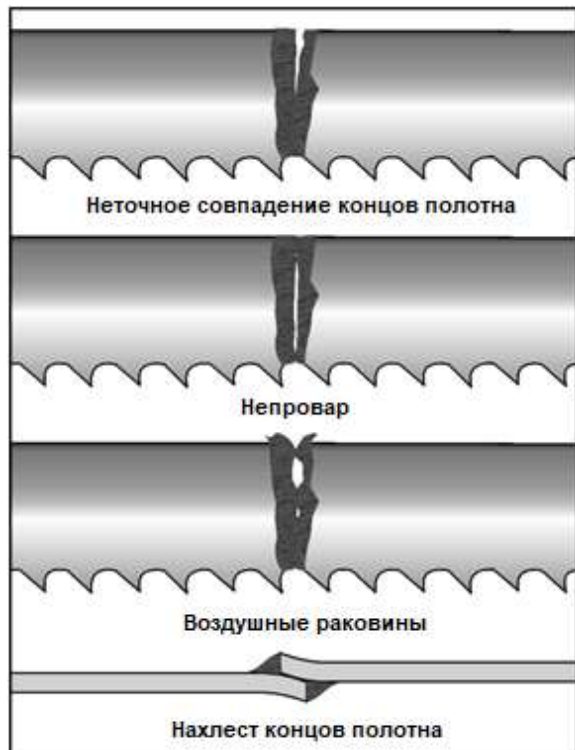 Неточное совпадение концов полотна
Непровар
Воздушные раковины
Нахлест концов полотна